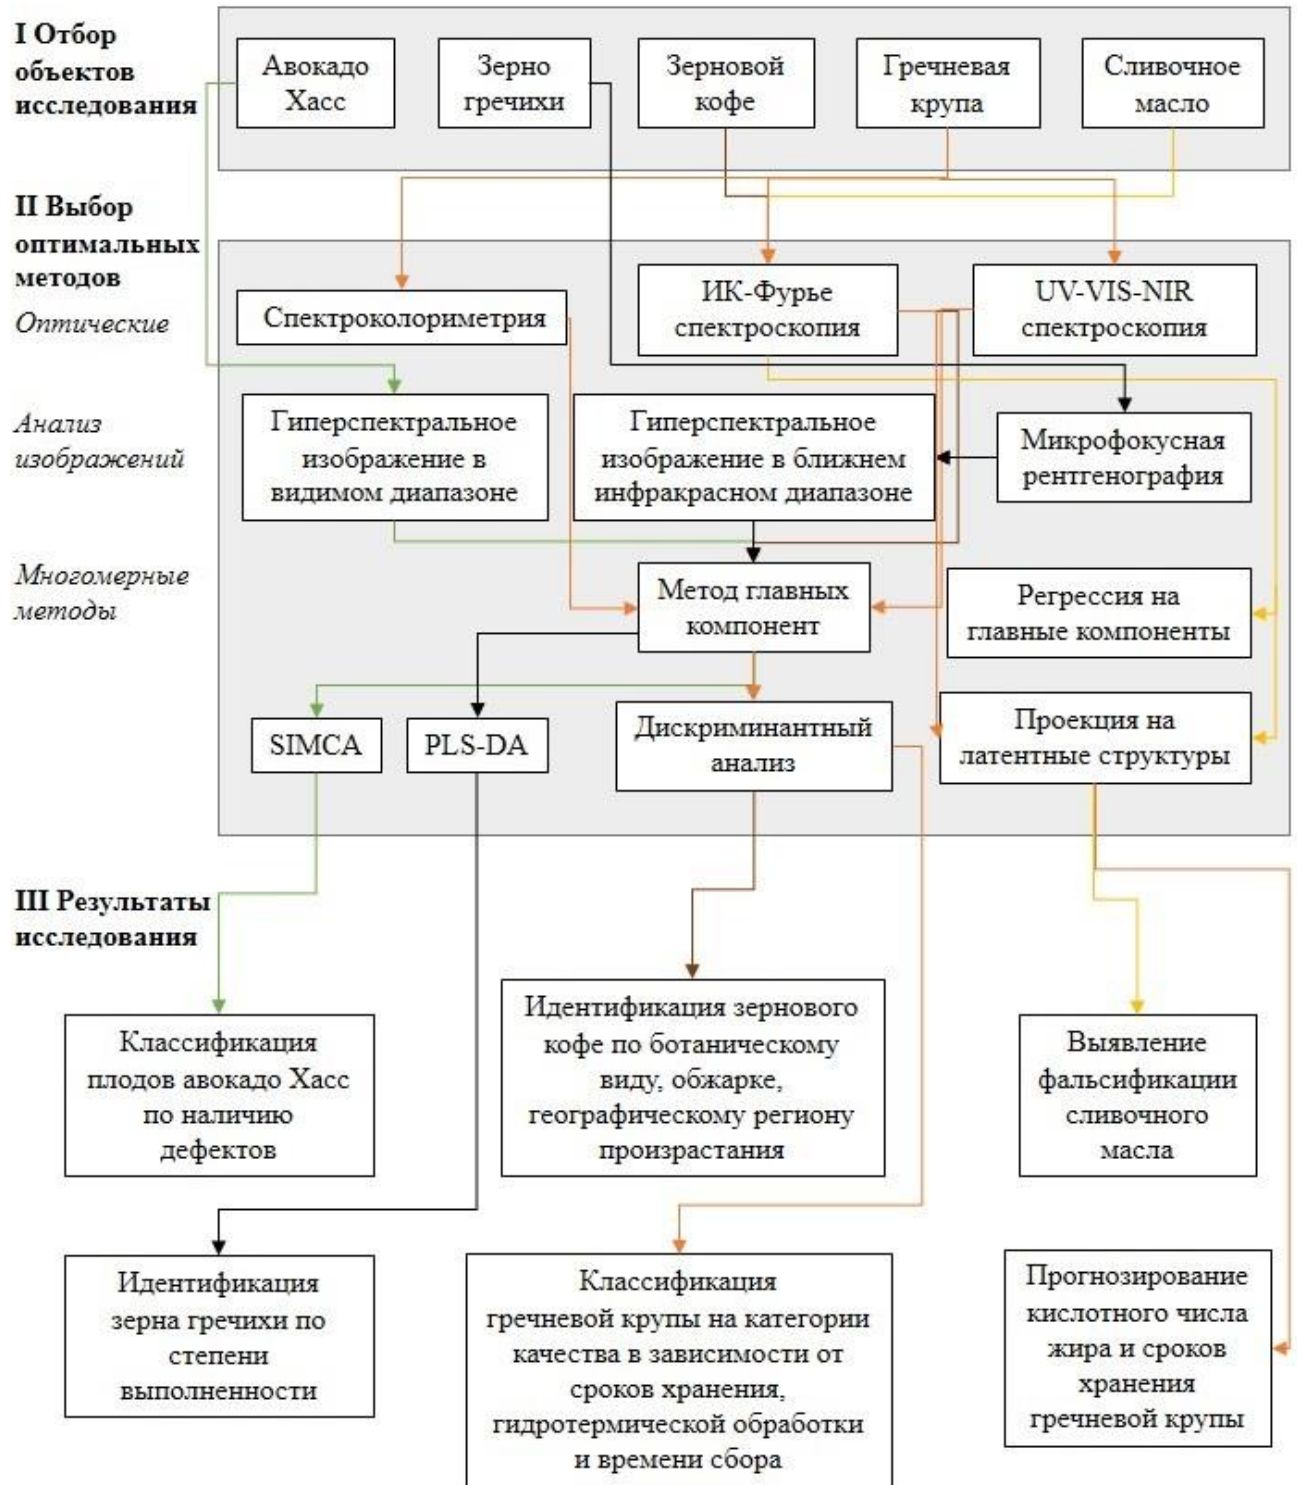 I Отбор
объектов
исследования
Авокадо
Хасс
Зерно
гречихи
Зерновой
кофе
Гречневая
крупа
Сливочное
масло
II Выбор
оптимальных
методов
Оптические
Спектроколориметрия
ИК-Фурье
спектроскопия
UV-VIS-NIR
спектроскопия
Анализ
изображений
Гиперспектральное
изображение в
видимом диапазоне
Гиперспектральное
изображение в ближнем
инфракрасном диапазоне
Микрофокусная
рентгенография
Многомерные
методы
Метод главных
компонент
Регрессия на
главные компоненты
SIMCA
PLS-DA
Дискриминантный
анализ
Проекция на
латентные структуры
III Результаты
исследования
Классификация
плодов авокадо Хасс
по наличию
дефектов
Идентификация зернового
кофе по ботаническому
виду, обжарке,
географическому региону
произрастания
Выявление
фальсификации
сливочного
масла
Идентификация
зерна гречихи по
степени
выполненности
Классификация
гречневой крупы на категории
качества в зависимости от
сроков хранения,
гидротермической обработки
и времени сбора
Прогнозирование
кислотного числа
жира и сроков
хранения
гречневой крупы